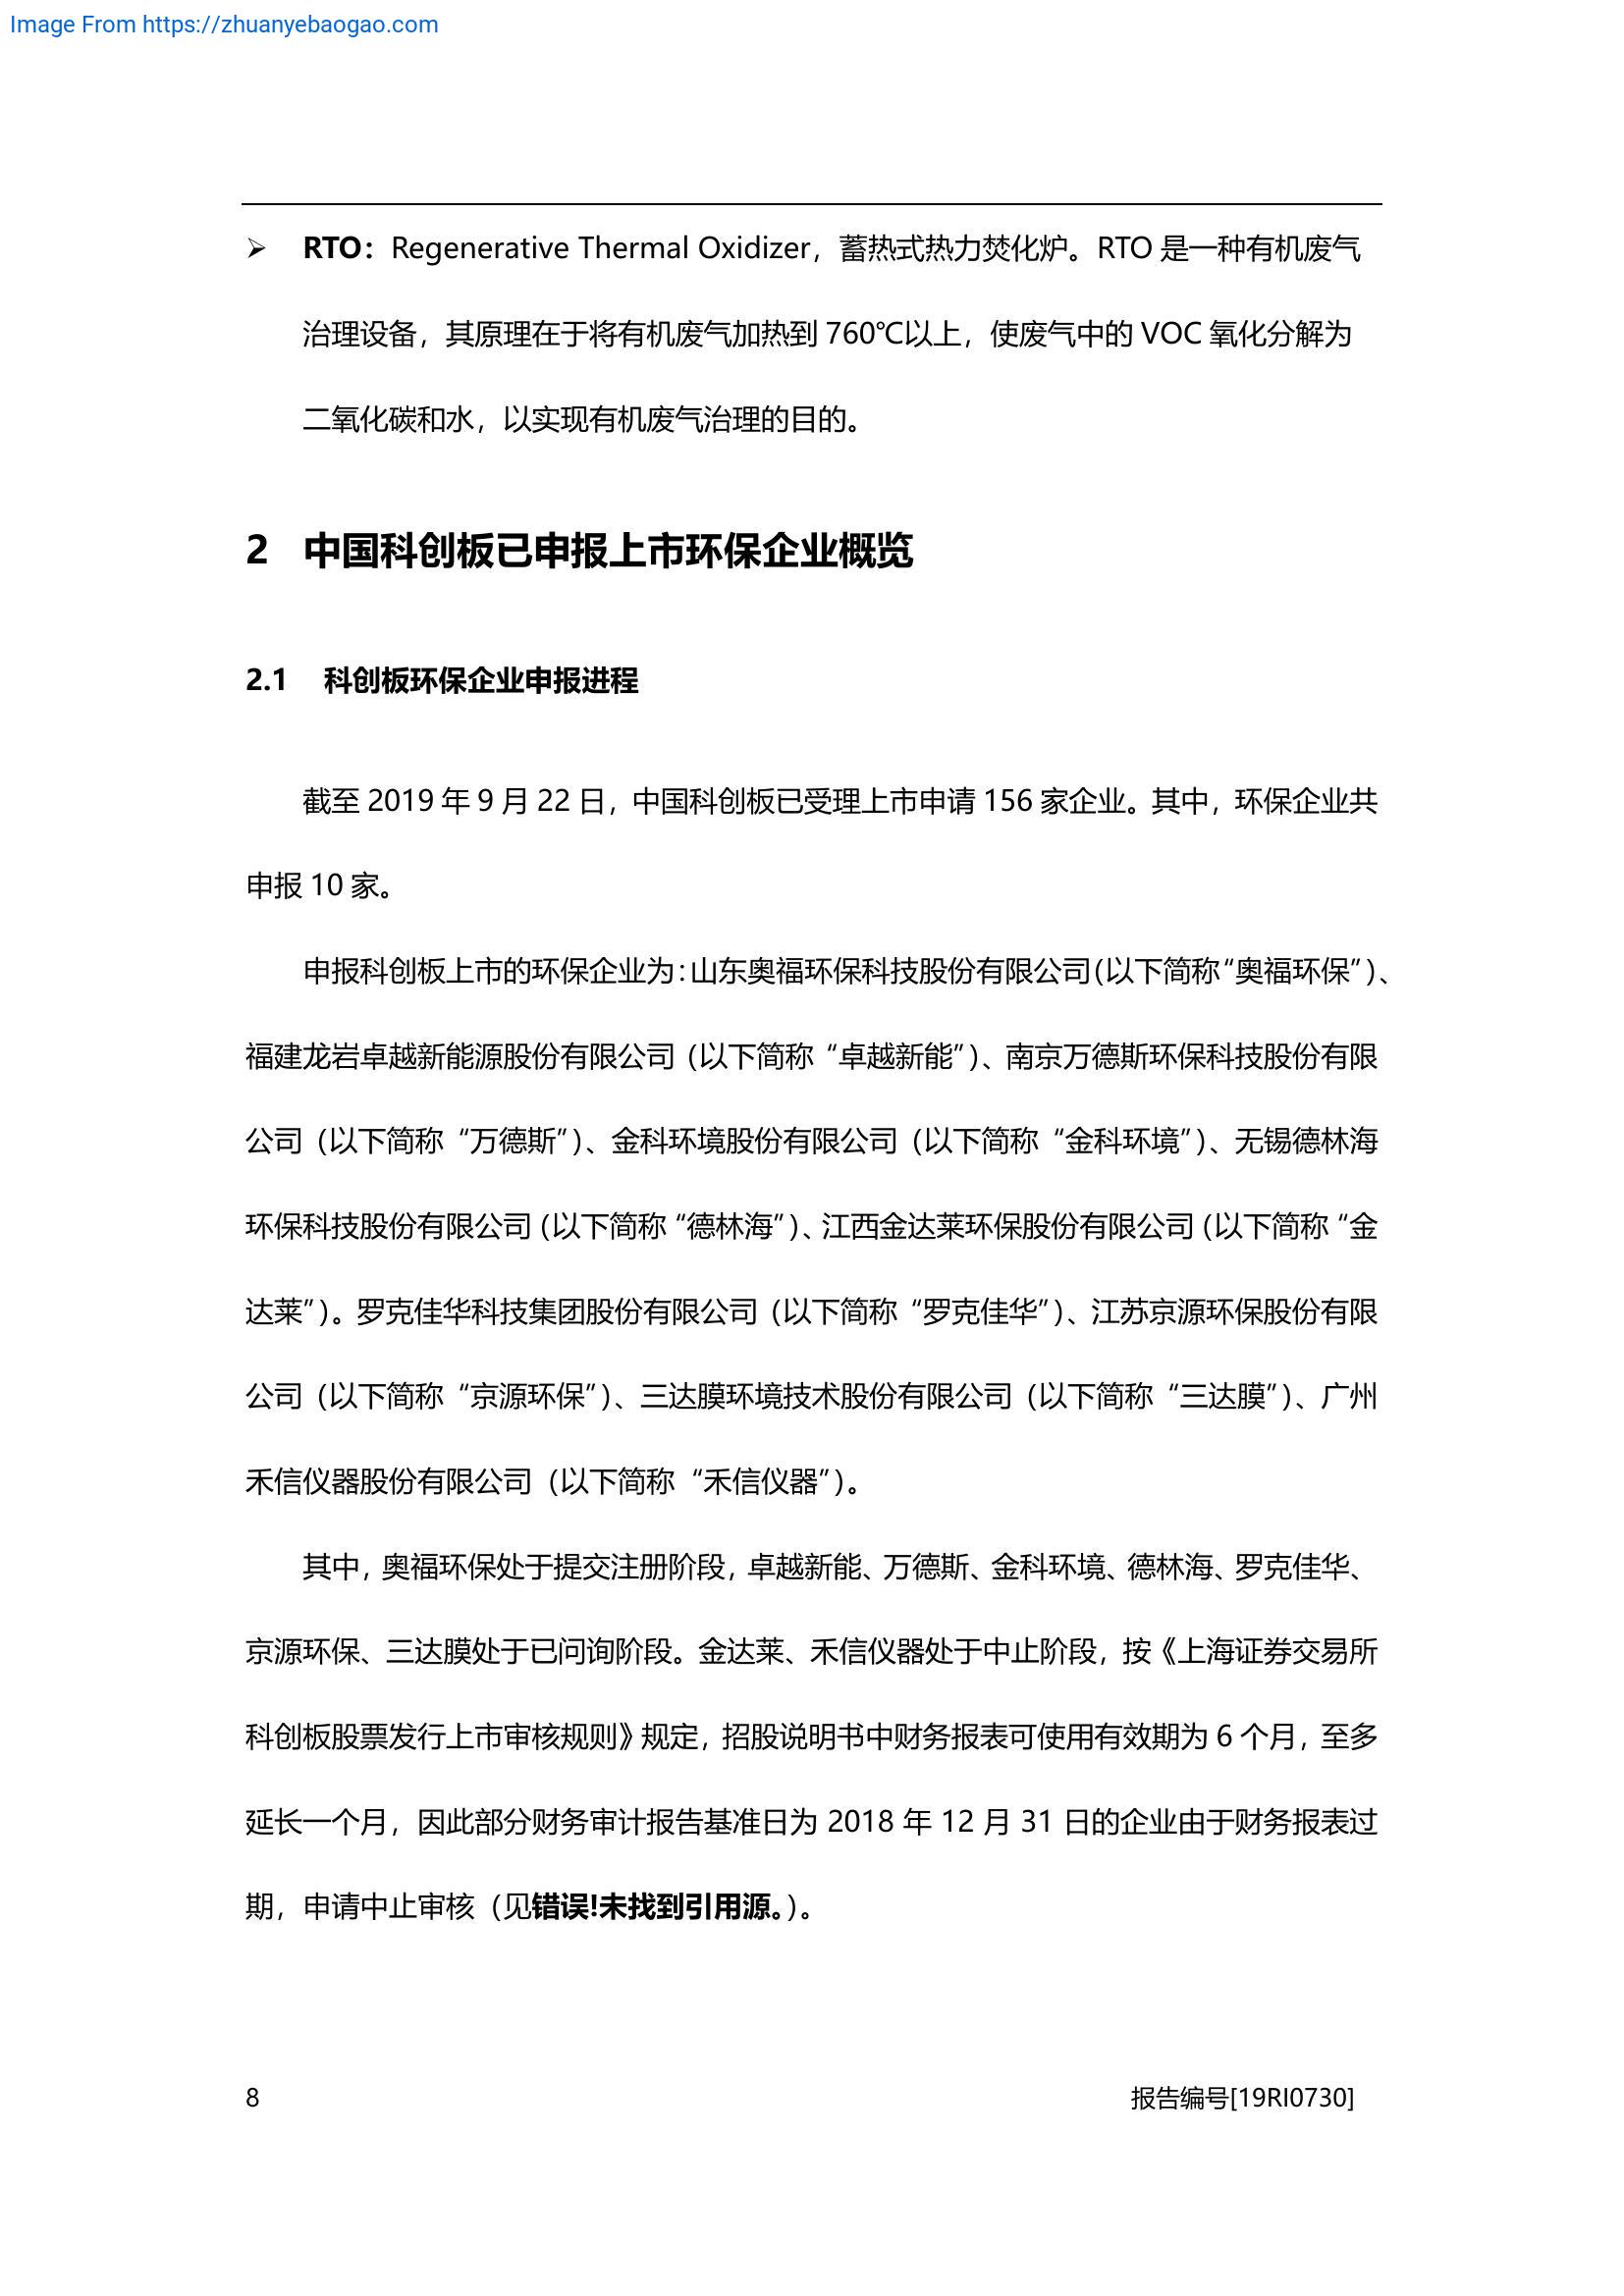 Image From https://zhuanyebaogao.com
➢ RTO：Regenerative Thermal Oxidizer，蓄热式热力焚化炉。RTO 是一种有机废气
治理设备，其原理在于将有机废气加热到 760℃以上，使废气中的 VOC 氧化分解为
二氧化碳和水，以实现有机废气治理的目的。
2 中国科创板已申报上市环保企业概览
2.1 科创板环保企业申报进程
截至 2019 年 9 月 22 日，中国科创板已受理上市申请 156 家企业。其中，环保企业共
申报 10 家。
申报科创板上市的环保企业为：山东奥福环保科技股份有限公司（以下简称“奥福环保”）、
福建龙岩卓越新能源股份有限公司（以下简称“卓越新能”）、南京万德斯环保科技股份有限
公司（以下简称“万德斯”）、金科环境股份有限公司（以下简称“金科环境”）、无锡德林海
环保科技股份有限公司（以下简称“德林海”）、江西金达莱环保股份有限公司（以下简称“金
达莱”）。罗克佳华科技集团股份有限公司（以下简称“罗克佳华”）、江苏京源环保股份有限
公司（以下简称“京源环保”）、三达膜环境技术股份有限公司（以下简称“三达膜”）、广州
禾信仪器股份有限公司（以下简称“禾信仪器”）。
其中，奥福环保处于提交注册阶段，卓越新能、万德斯、金科环境、德林海、罗克佳华、
京源环保、三达膜处于已问询阶段。金达莱、禾信仪器处于中止阶段，按《上海证券交易所
科创板股票发行上市审核规则》规定，招股说明书中财务报表可使用有效期为 6 个月，至多
延长一个月，因此部分财务审计报告基准日为 2018 年 12 月 31 日的企业由于财务报表过
期，申请中止审核（见错误!未找到引用源。）。
8 报告编号[19RI0730]